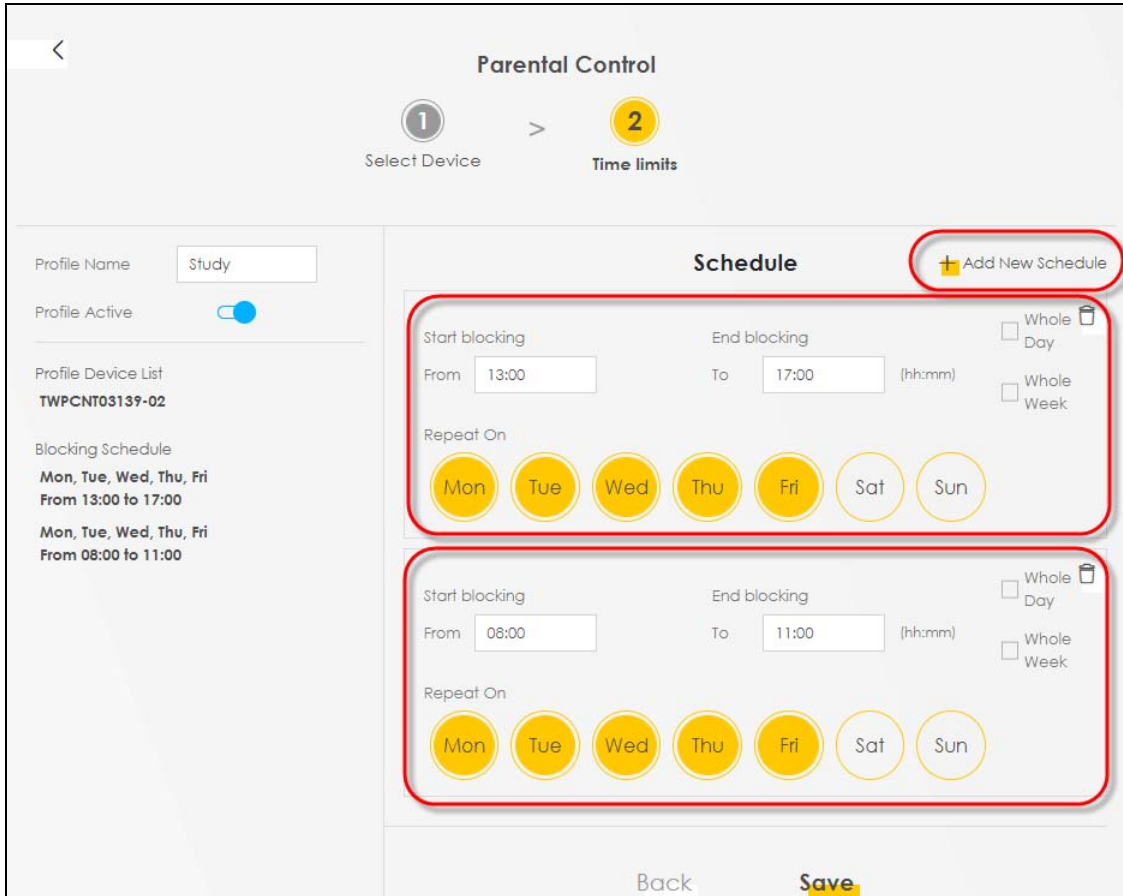 Parental Control
1 > 2
Select Device Time limits
Profile Name Study
Profile Active
Profile Device List
TWPCNT03139-02
Blocking Schedule
Mon, Tue, Wed, Thu, Fri
From 13:00 to 17:00
Mon, Tue, Wed, Thu, Fri
From 08:00 to 11:00
Schedule + Add New Schedule
Start blocking End blocking
From 13:00 To 17:00 (hh:mm)
Whole
Day
Whole
Week
Repeat On
Mon Tue Wed Thu Fri Sat Sun
Start blocking End blocking
From 08:00 To 11:00 (hh:mm)
Whole
Day
Whole
Week
Repeat On
Mon Tue Wed Thu Fri Sat Sun
Back Save